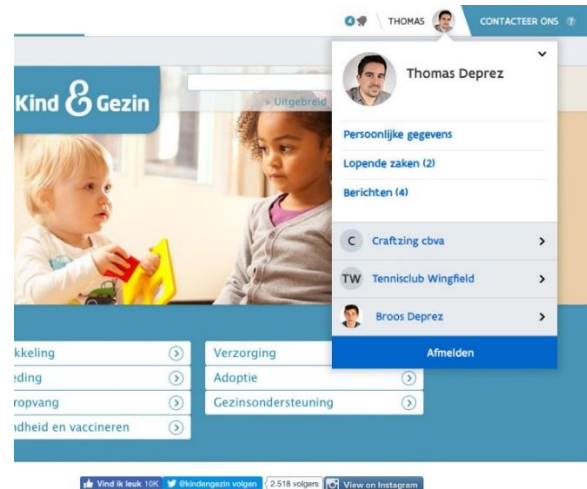 4
THOMAS
CONTACTEER ONS ?
Thomas Deprez
Kind & Gezin
» Uitgebreid
Persoonlijke gegevens
Lopende zaken (2)
Berichten (4)
C Craftzing cbva
TW Tennisclub Wingfield
Broos Deprez
Afmelden
kkeling
Verzorging
eding
Adoptie
ropvang
Gezinsondersteuning
ndheid en vaccineren
Vind ik leuk 10K
@kindengezin volgen
2.518 volgers
View on Instagram